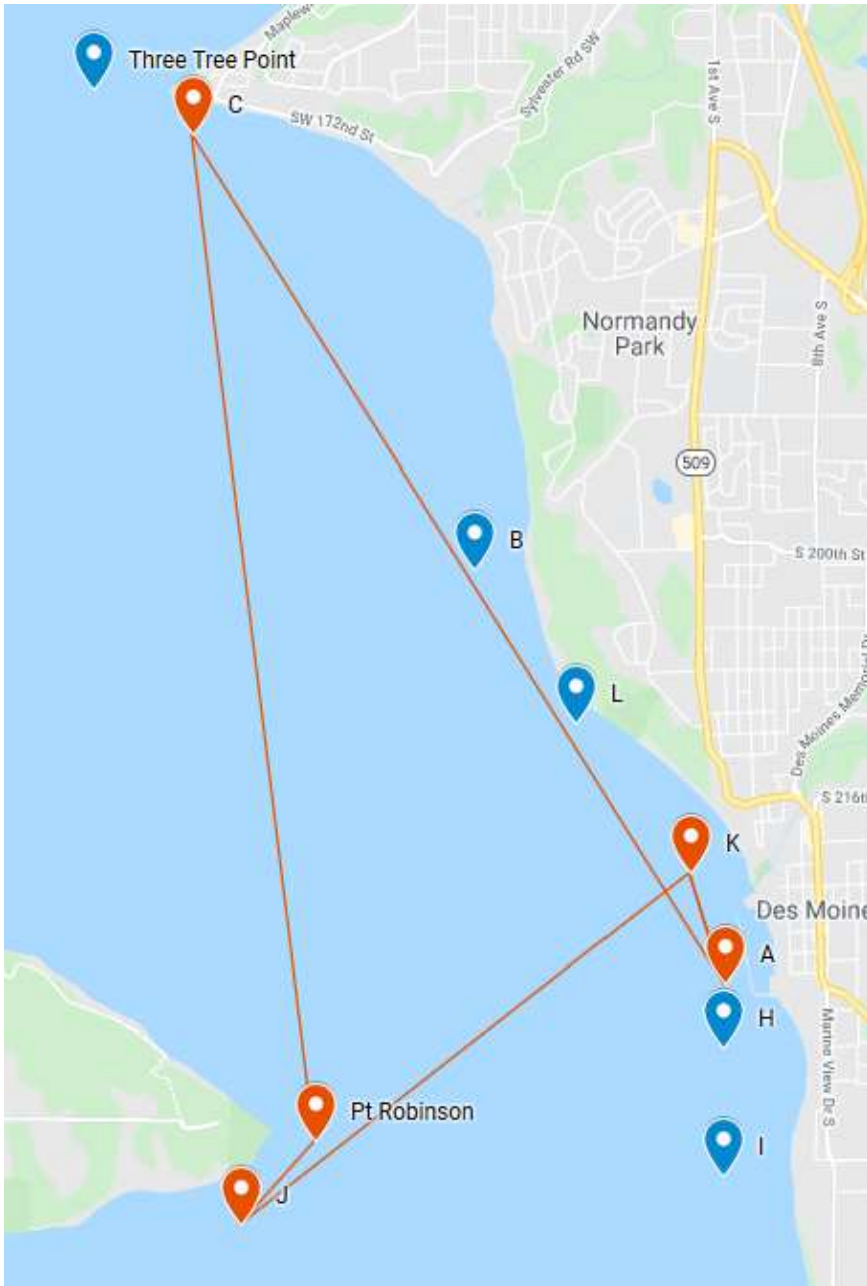 Maplew
Three Tree Point
C
SW 172nd St
Sylvester Rd SW
1st Ave S
Normandy
Park
8th Ave S
509
B
S 200th St
L
Des Moines Memorial Dr
S 216th
K
Des Moine
A
H
Marine View Dr S
Pt Robinson
I
J